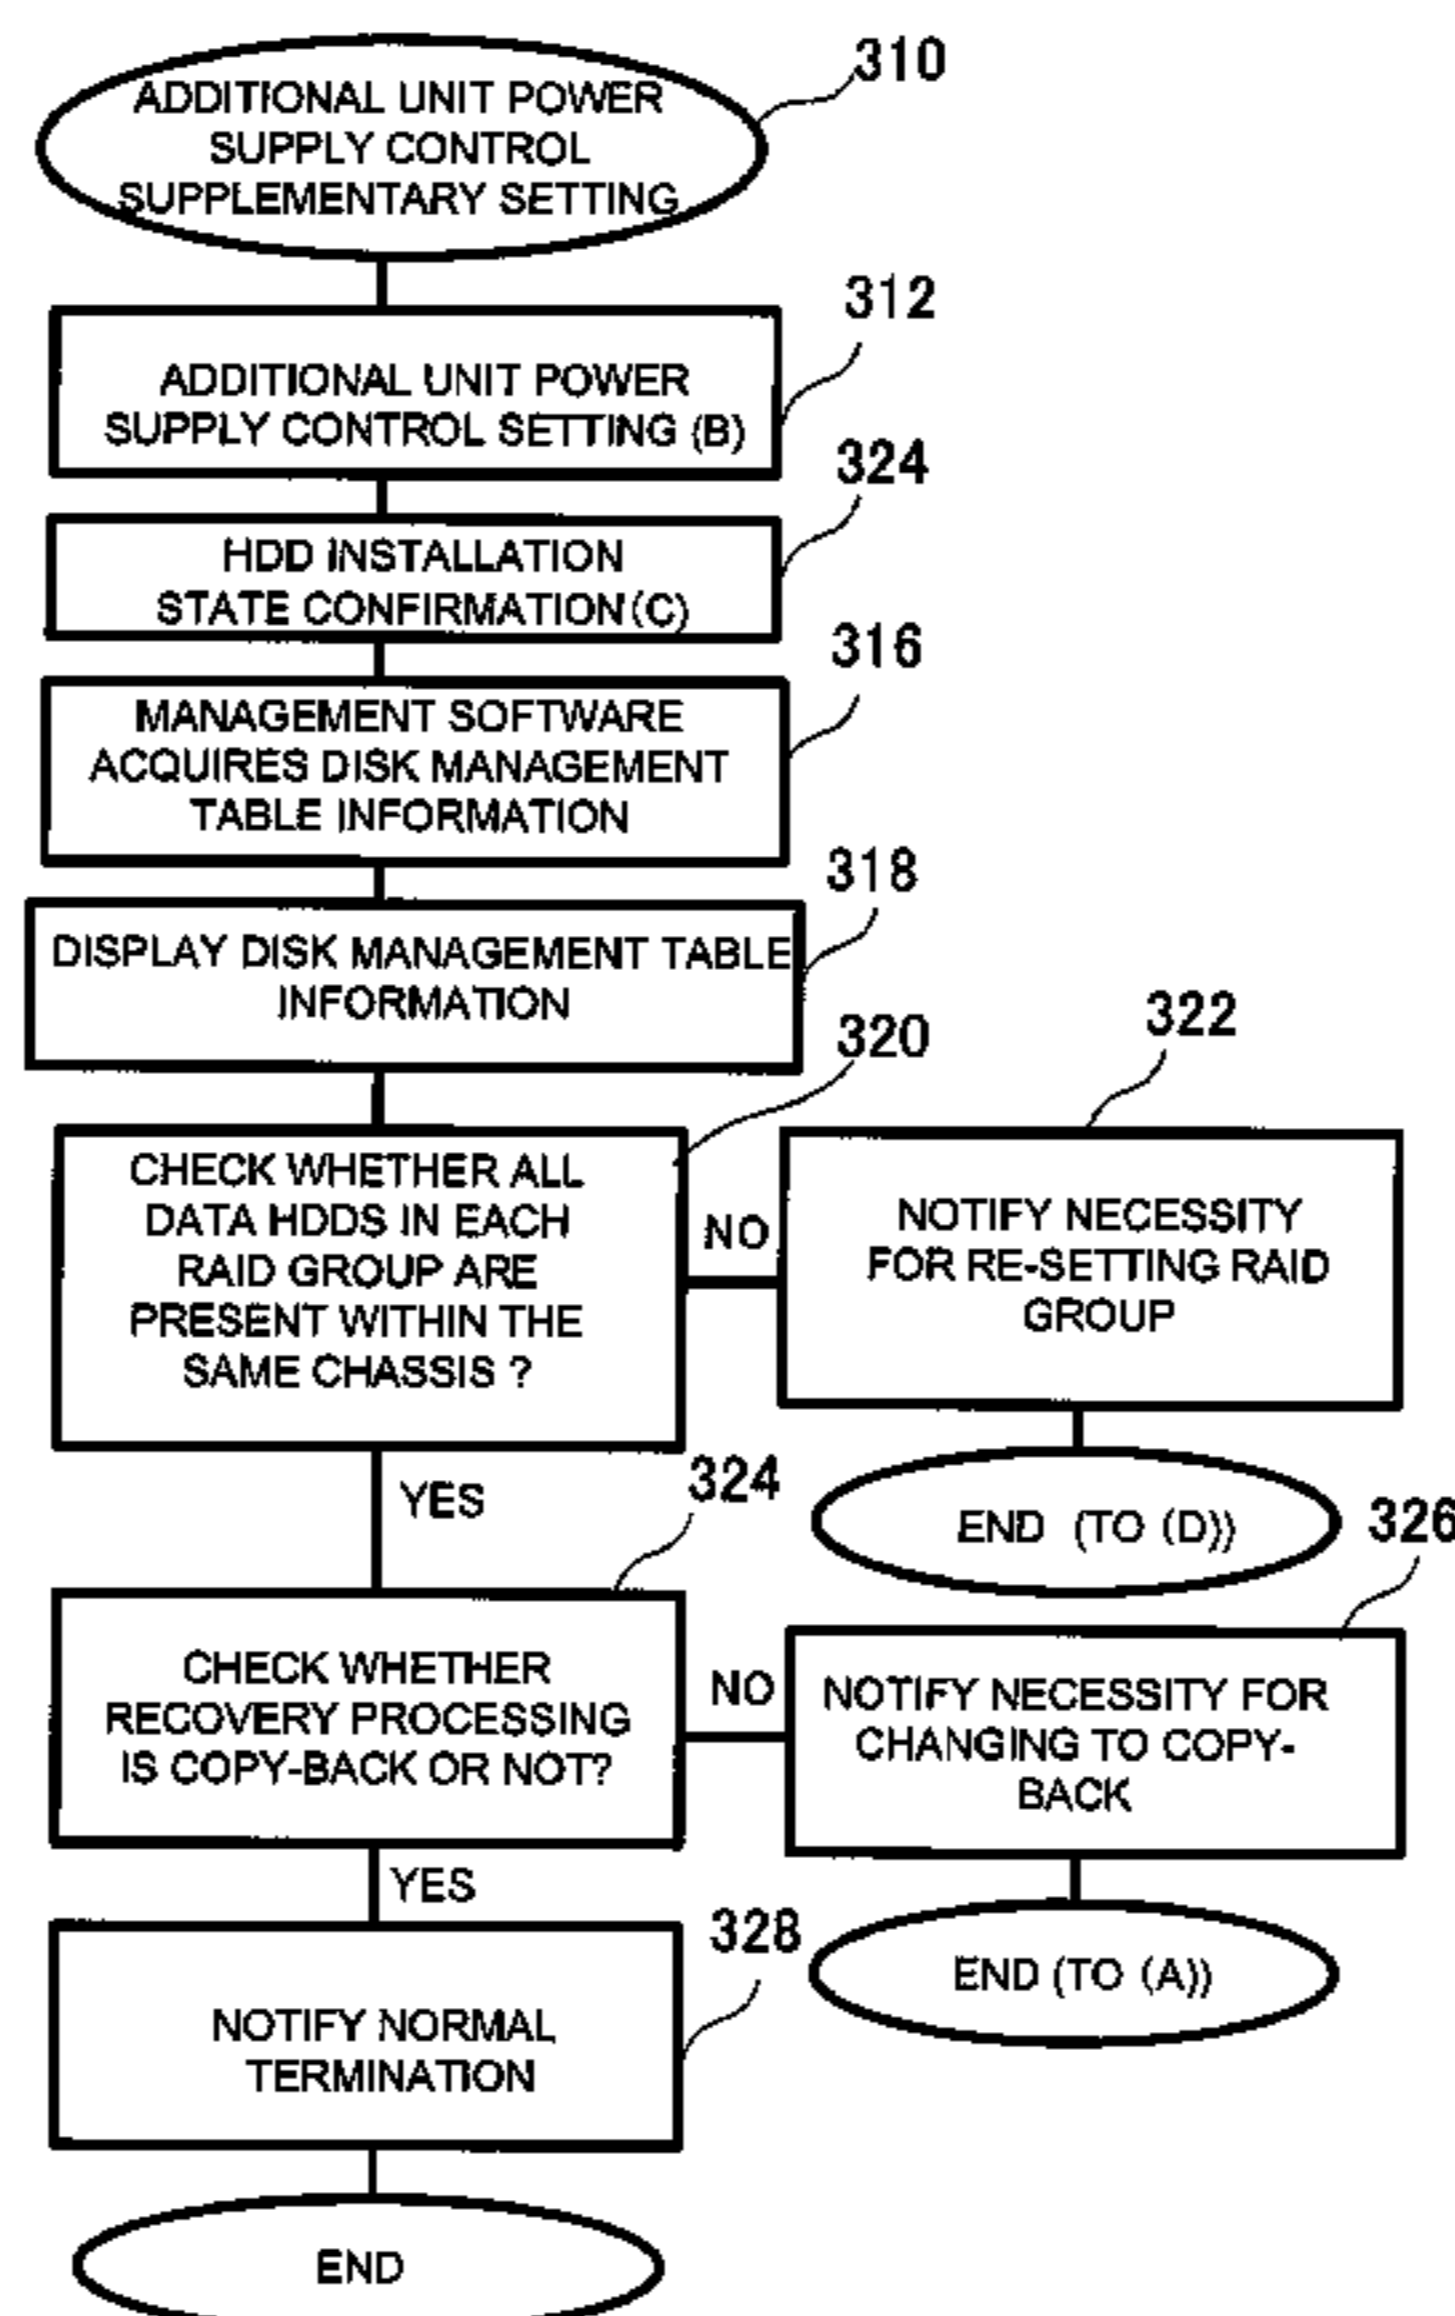 310
ADDITIONAL UNIT POWER
SUPPLY CONTROL
SUPPLEMENTARY SETTING
312
ADDITIONAL UNIT POWER
SUPPLY CONTROL SETTING (B)
324
HDD INSTALLATION
STATE CONFIRMATION (C)
316
MANAGEMENT SOFTWARE
ACQUIRES DISK MANAGEMENT
TABLE INFORMATION
318
DISPLAY DISK MANAGEMENT TABLE
INFORMATION
320
CHECK WHETHER ALL
DATA HDDS IN EACH
RAID GROUP ARE
PRESENT WITHIN THE
SAME CHASSIS ?
NO
322
NOTIFY NECESSITY
FOR RE-SETTING RAID
GROUP
END (TO (D))
YES
324
CHECK WHETHER
RECOVERY PROCESSING
IS COPY-BACK OR NOT?
NO
326
NOTIFY NECESSITY FOR
CHANGING TO COPY-
BACK
END (TO (A))
YES
328
NOTIFY NORMAL
TERMINATION
END